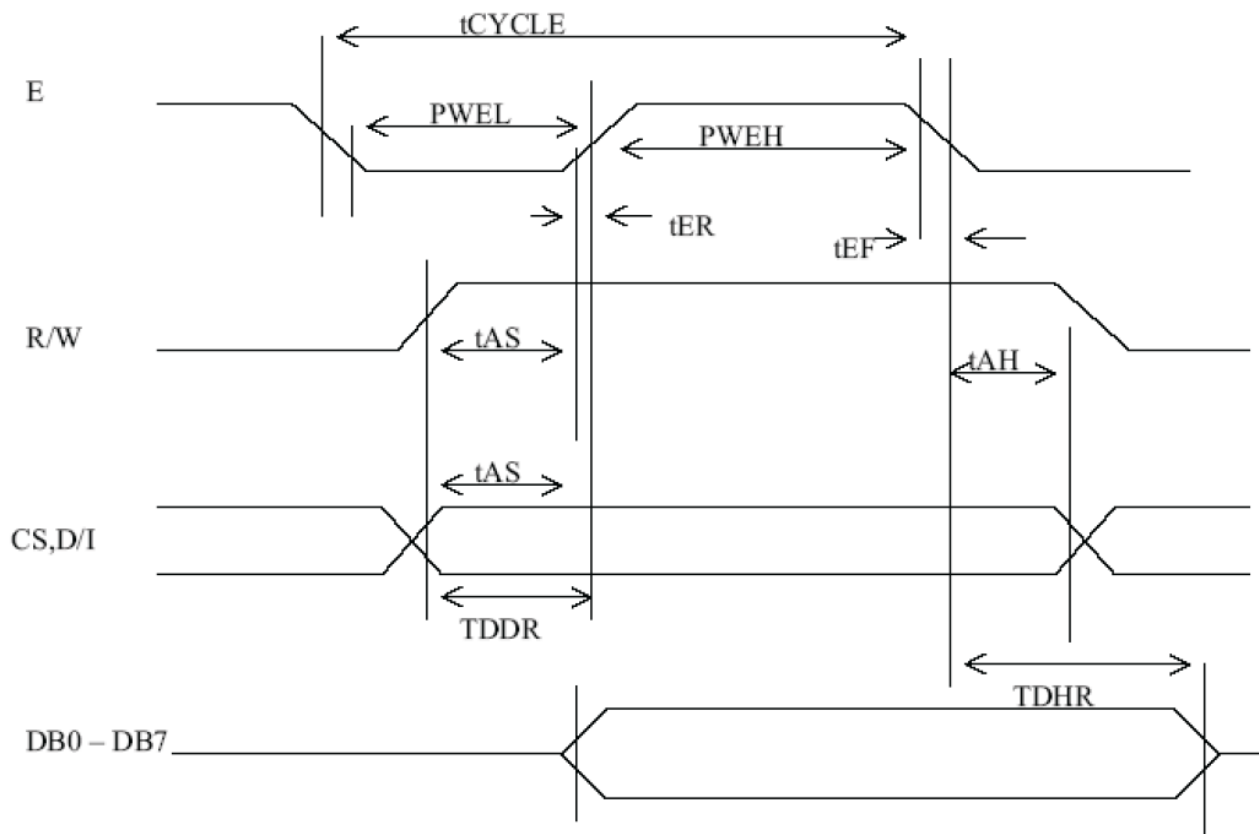 tCYCLE
E
PWEL
PWEH
tER
tEF
R/W
tAS
tAH
tAS
CS,D/I
TDDR
TDHR
DB0 – DB7